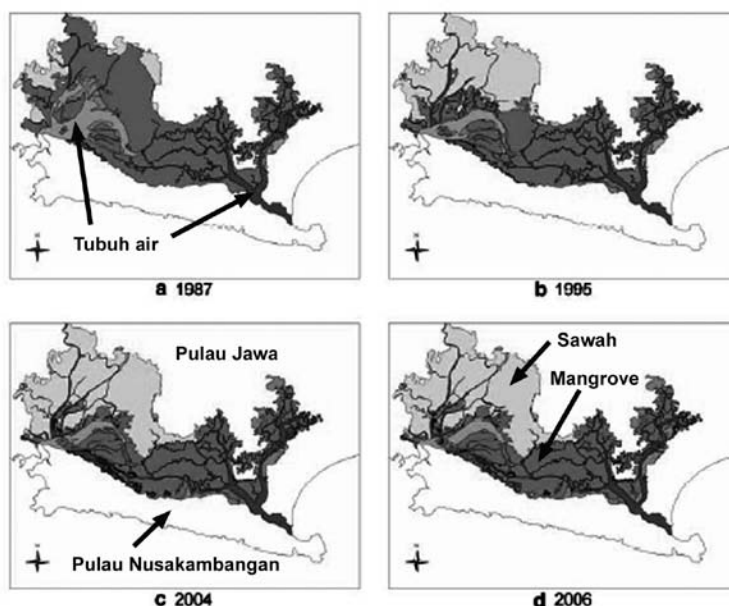 Tubuh air
a 1987
b 1995
Pulau Jawa
Pulau Nusakambangan
c 2004
Sawah
Mangrove
d 2006